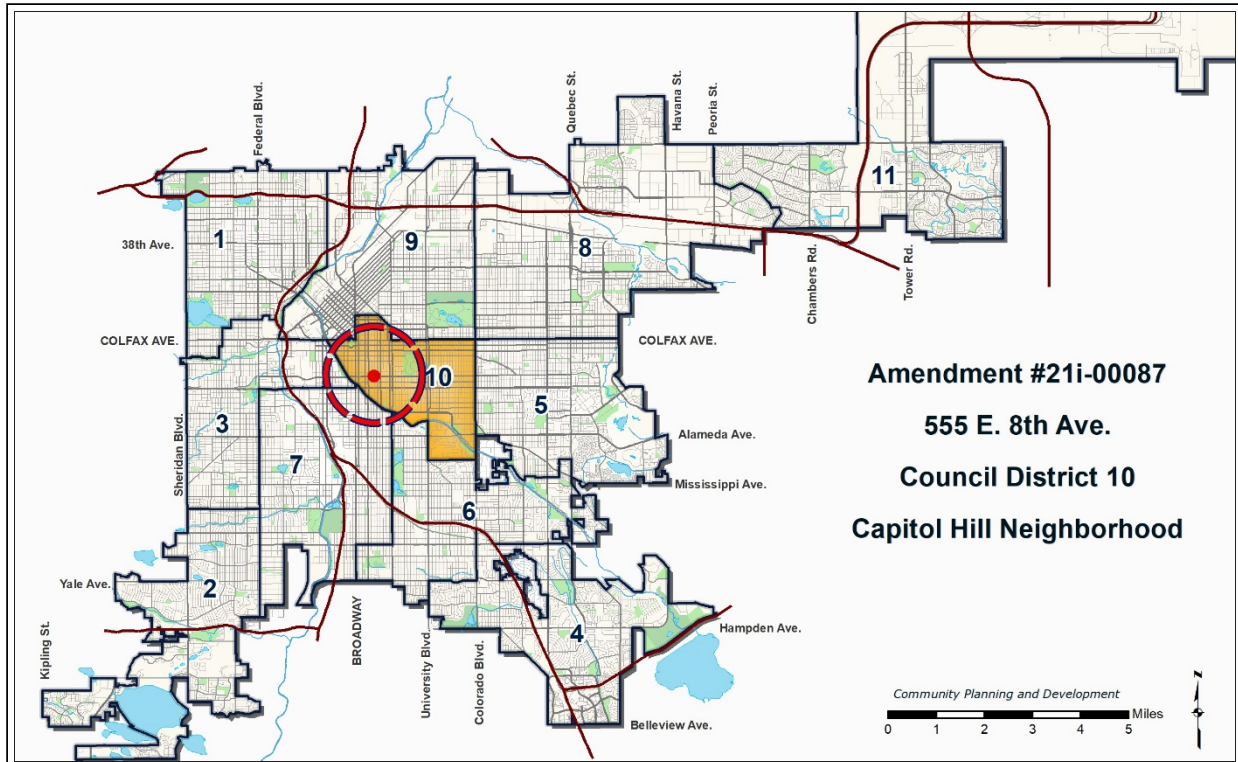 Federal Blvd.
Quebec St.
Havana St.
Peoria St.
11
38th Ave.
1
9
8
Chambers Rd.
Tower Rd.
COLFAX AVE.
COLFAX AVE.
10
Amendment #21i-00087
555 E. 8th Ave.
Council District 10
Capitol Hill Neighborhood
3
5
Sheridan Blvd.
Alameda Ave.
7
Mississippi Ave.
6
Yale Ave.
2
Kipling St.
BROADWAY
University Blvd.
Colorado Blvd.
4
Hampden Ave.
Belleview Ave.
Community Planning and Development
Miles
0 1 2 3 4 5
Z